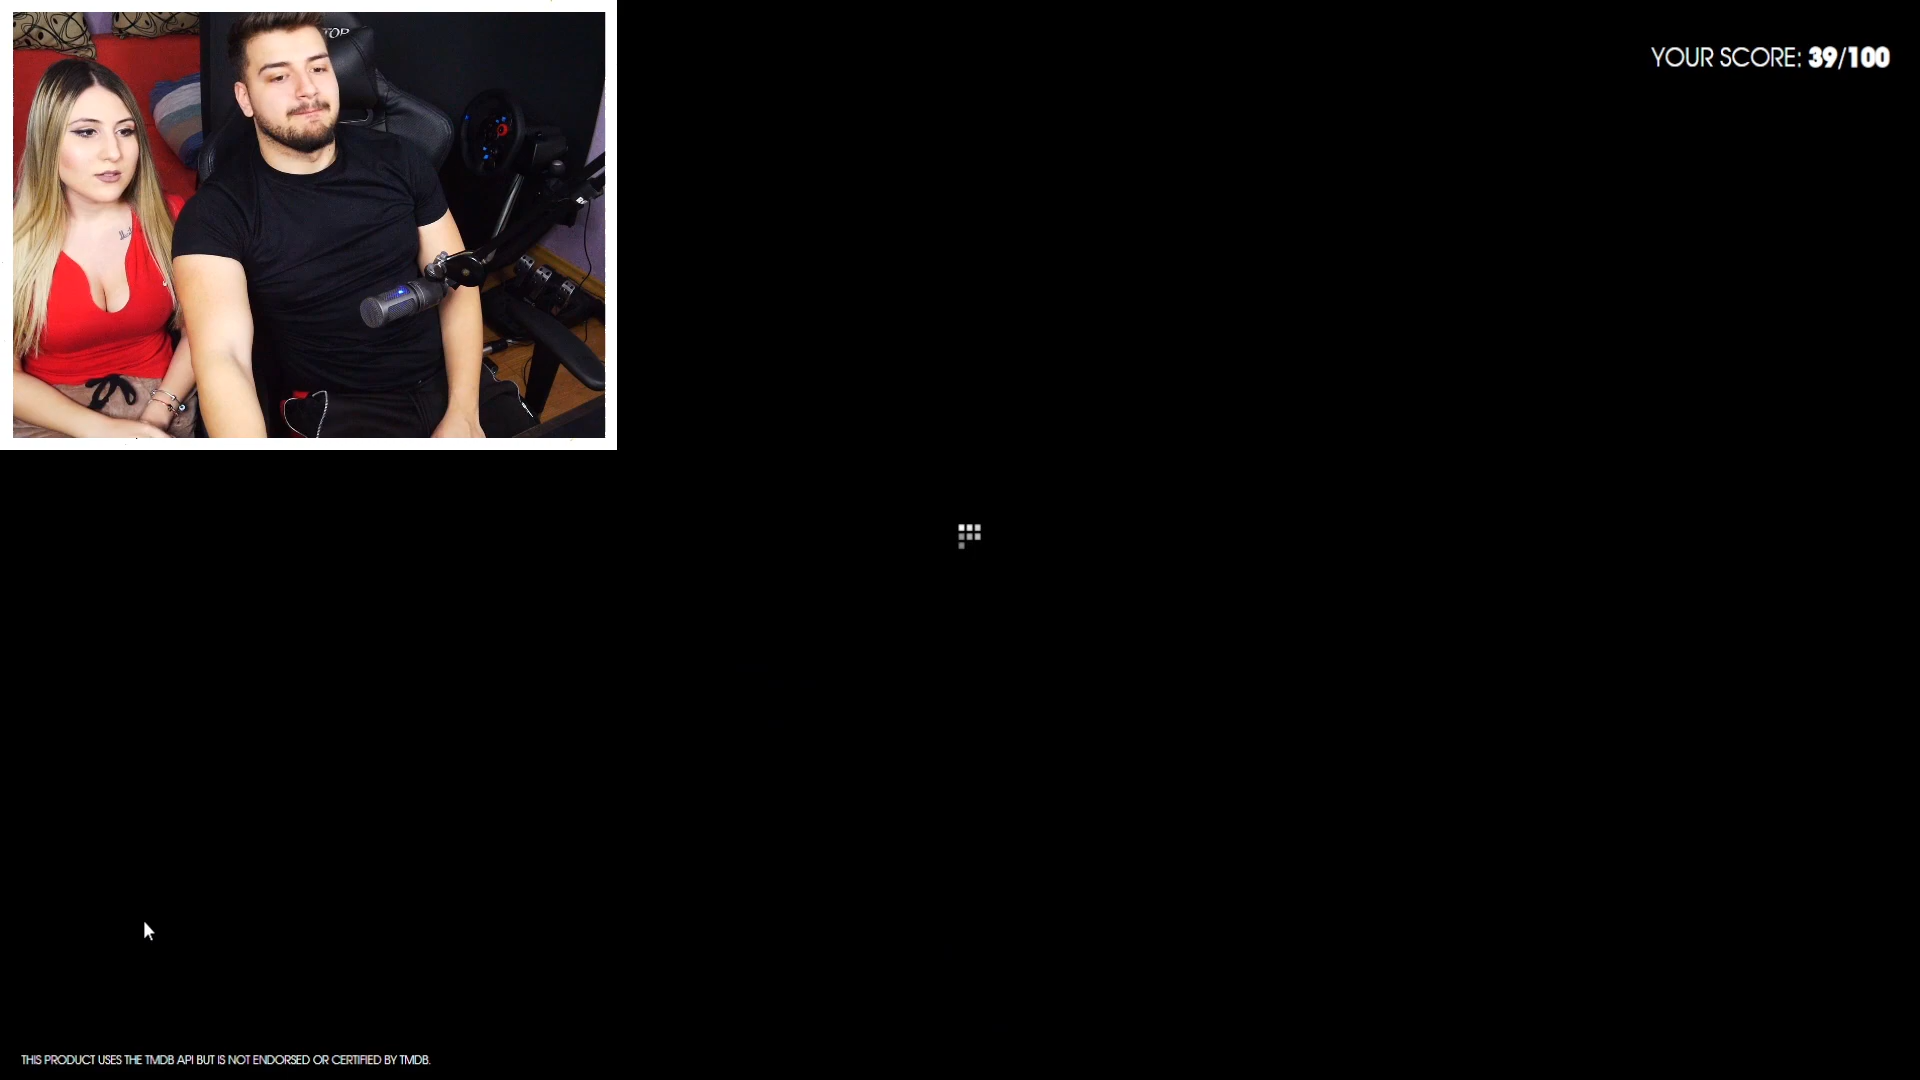 YOUR SCORE: 39/100
THIS PRODUCT USES THE TMDB API BUT IS NOT ENDORSED OR CERTIFIED BY TMDB.